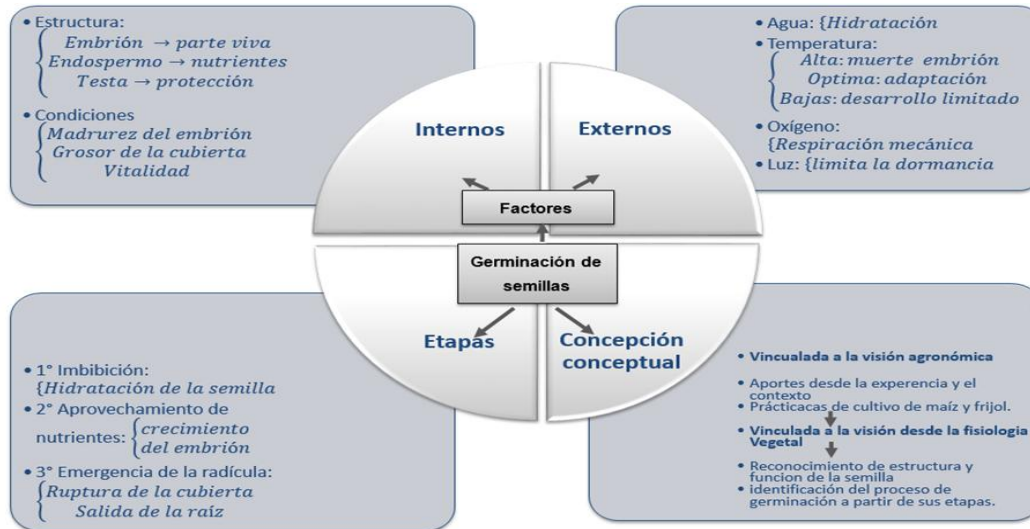 • Estructura:
Embrión → parte viva
Endospermo → nutrientes
Testa → protección
• Condiciones
Madrurez del embrión
Grosor de la cubierta
Vitalidad
• Agua: {Hidratación
• Temperatura:
Alta: muerte embrión
Optima: adaptación
Bajas: desarrollo limitado
• Oxígeno:
{Respiración mecánica
• Luz: {limita la dormancia
Internos
Externos
Factores
Germinación de
semillas
Etapas
Concepción
conceptual
• 1° Imbibición:
{Hidratación de la semilla
• 2° Aprovechamiento de
nutrientes: {crecimiento
del embrión
• 3° Emergencia de la radícula:
Ruptura de la cubierta
Salida de la raíz
• Vincualada a la visión agronómica
• Aportes desde la experencia y el
contexto
• Prácticacas de cultivo de maíz y frijol.
• Vinculada a la visión desde la fisiologia
Vegetal
• Reconocimiento de estructura y
funcion de la semilla
• identificación del proceso de
germinación a partir de sus etapas.